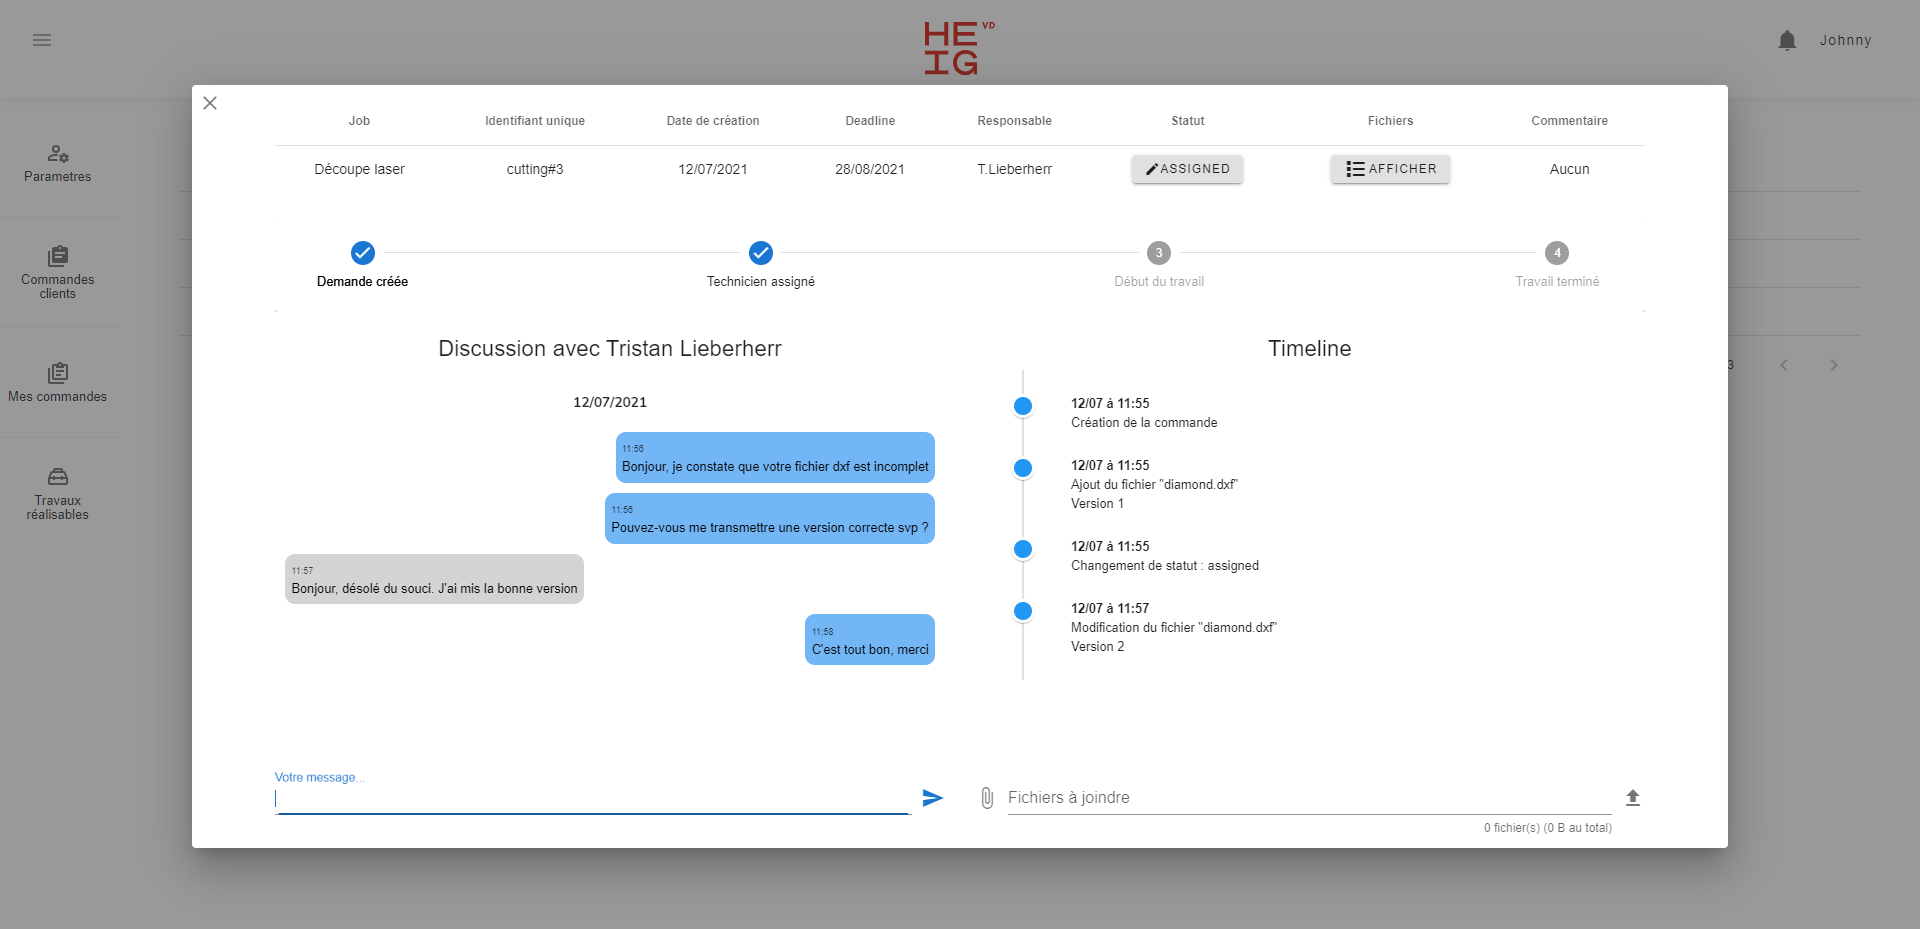 HE VD
IG
Johnny
Parametres
Commandes
clients
Mes commandes
Travaux
réalisables
Job Identifiant unique Date de création Deadline Responsable Statut Fichiers Commentaire
Découpe laser cutting#3 12/07/2021 28/08/2021 T.Lieberherr ASSIGNED AFFICHER Aucun
3 4
Demande créée Technicien assigné Début du travail Travail terminé
Discussion avec Tristan Lieberherr
12/07/2021
11:56
Bonjour, je constate que votre fichier dxf est incomplet
11:56
Pouvez-vous me transmettre une version correcte svp ?
11:57
Bonjour, désolé du souci. J'ai mis la bonne version
11:58
C'est tout bon, merci
Votre message...
Timeline
12/07 à 11:55
Création de la commande
12/07 à 11:55
Ajout du fichier "diamond.dxf"
Version 1
12/07 à 11:55
Changement de statut : assigned
12/07 à 11:57
Modification du fichier "diamond.dxf"
Version 2
Fichiers à joindre
0 fichier(s) (0 B au total)
3